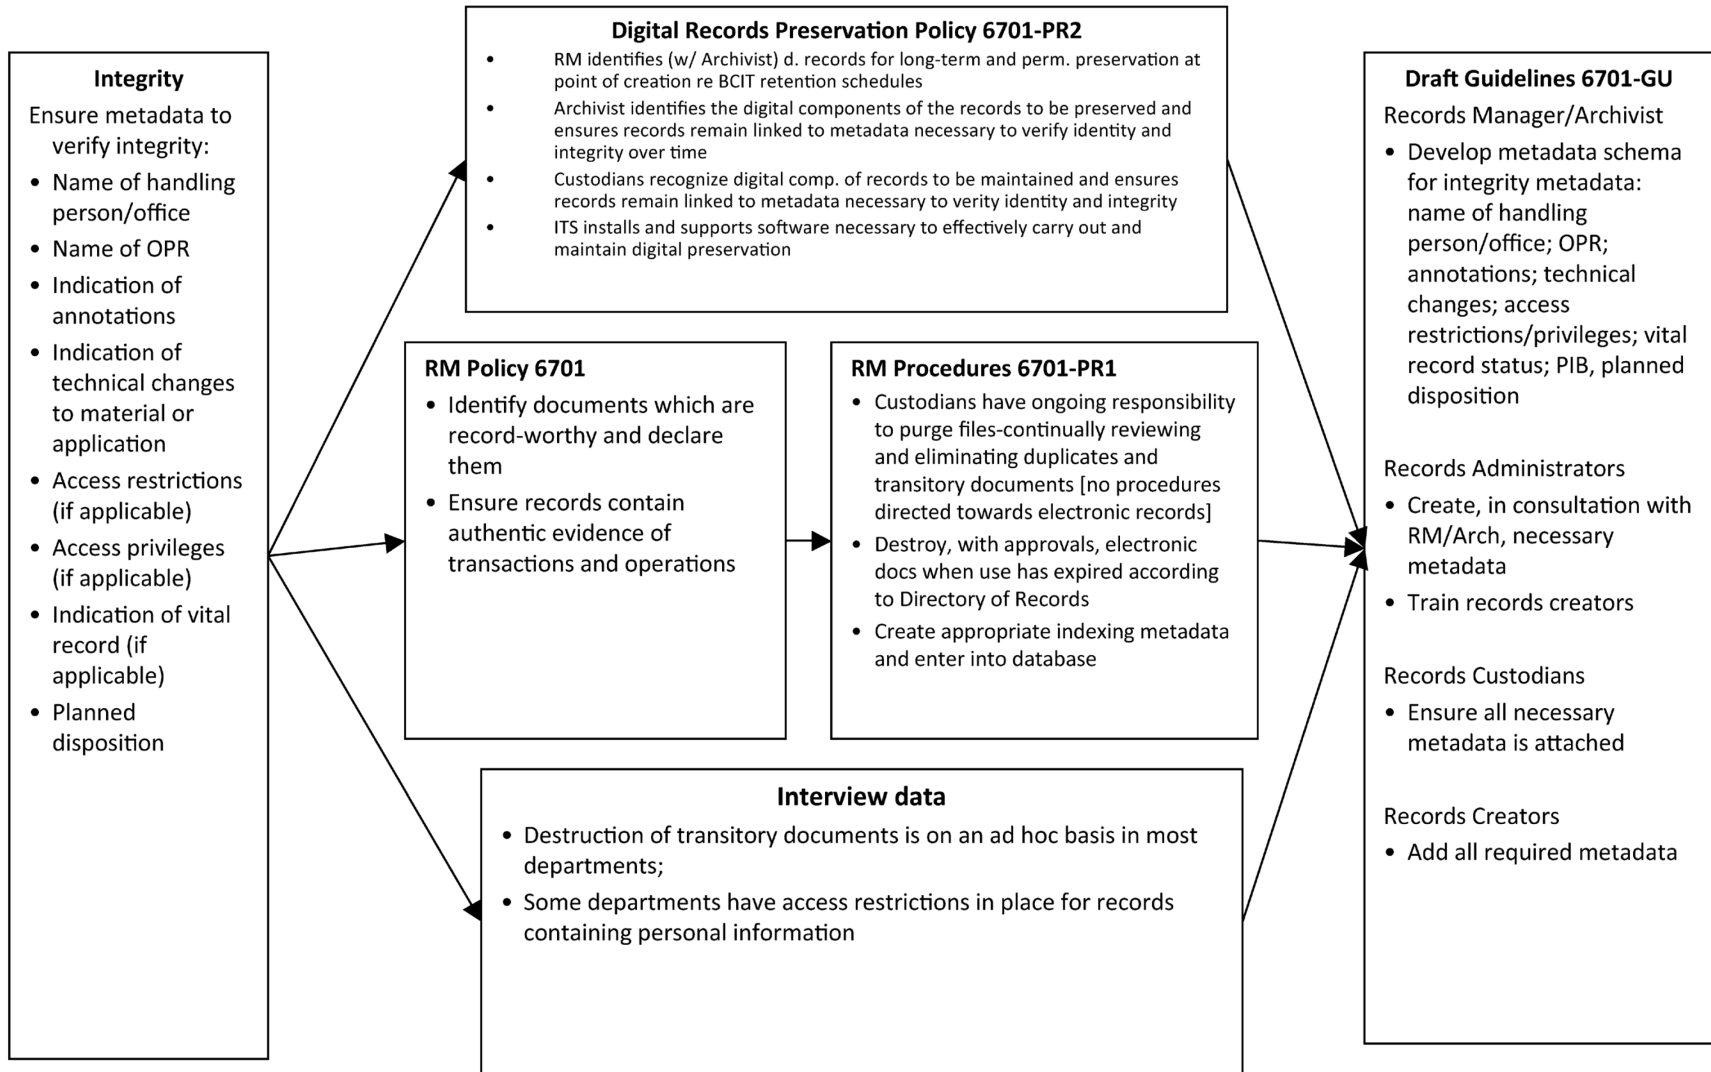 Integrity
Ensure metadata to
verify integrity:
• Name of handling
person/office
• Name of OPR
• Indication of
annotations
• Indication of
technical changes
to material or
application
• Access restrictions
(if applicable)
• Access privileges
(if applicable)
• Indication of vital
record (if
applicable)
• Planned
disposition
Digital Records Preservation Policy 6701-PR2
• RM identifies (w/ Archivist) d. records for long-term and perm. preservation at
point of creation re BCIT retention schedules
• Archivist identifies the digital components of the records to be preserved and
ensures records remain linked to metadata necessary to verify identity and
integrity over time
• Custodians recognize digital comp. of records to be maintained and ensures
records remain linked to metadata necessary to verity identity and integrity
• ITS installs and supports software necessary to effectively carry out and
maintain digital preservation
RM Policy 6701
• Identify documents which are
record-worthy and declare
them
• Ensure records contain
authentic evidence of
transactions and operations
RM Procedures 6701-PR1
• Custodians have ongoing responsibility
to purge files-continually reviewing
and eliminating duplicates and
transitory documents [no procedures
directed towards electronic records]
• Destroy, with approvals, electronic
docs when use has expired according
to Directory of Records
• Create appropriate indexing metadata
and enter into database
Interview data
• Destruction of transitory documents is on an ad hoc basis in most
departments;
• Some departments have access restrictions in place for records
containing personal information
Draft Guidelines 6701-GU
Records Manager/Archivist
• Develop metadata schema
for integrity metadata:
name of handling
person/office; OPR;
annotations; technical
changes; access
restrictions/privileges; vital
record status; PIB, planned
disposition
Records Administrators
• Create, in consultation with
RM/Arch, necessary
metadata
• Train records creators
Records Custodians
• Ensure all necessary
metadata is attached
Records Creators
• Add all required metadata